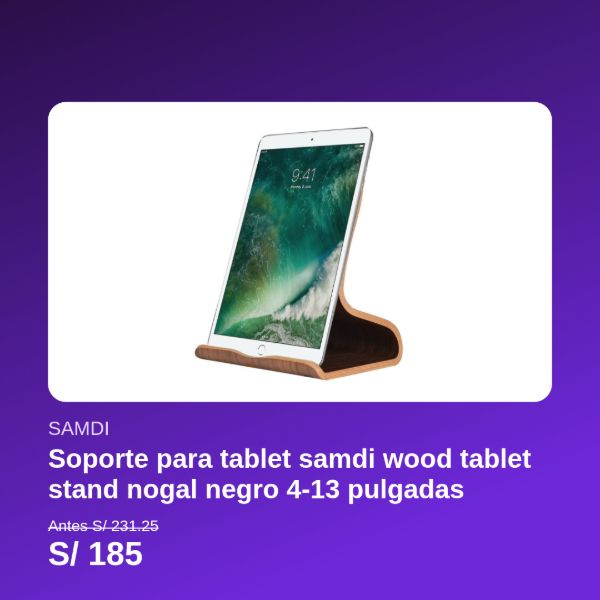 9:41
SAMDI
Soporte para tablet samdi wood tablet
stand nogal negro 4-13 pulgadas
Antes S/ 231.25
S/ 185